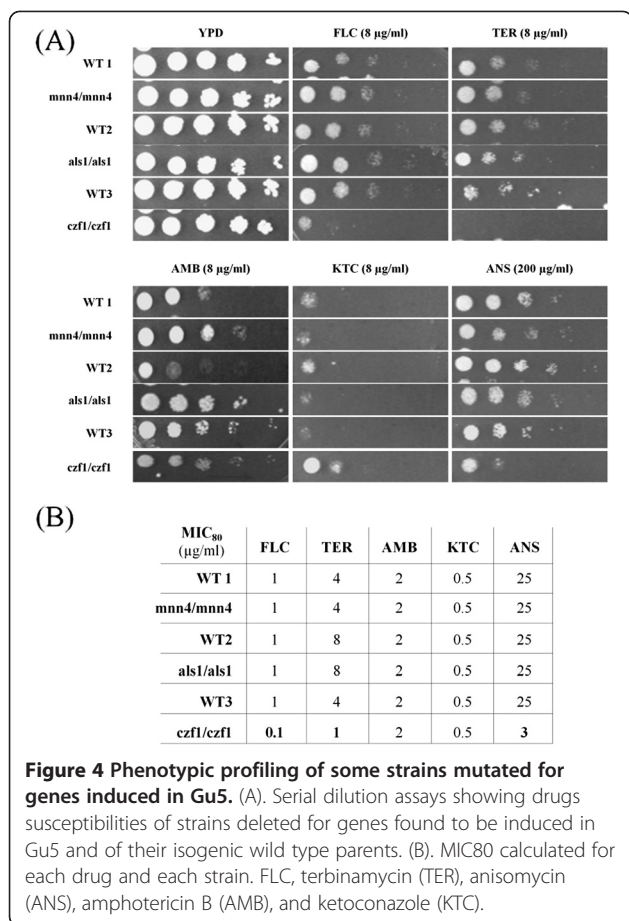 (A)
YPD FLC (8 µg/ml) TER (8 µg/ml)
WT 1
mnn4/mnn4
WT2
als1/als1
WT3
czf1/czf1
AMB (8 µg/ml) KTC (8 µg/ml) ANS (200 µg/ml)
WT 1
mnn4/mnn4
WT2
als1/als1
WT3
czf1/czf1
(B)
MIC80 (µg/ml) FLC TER AMB KTC ANS
WT 1 1 4 2 0.5 25
mnn4/mnn4 1 4 2 0.5 25
WT2 1 8 2 0.5 25
als1/als1 1 8 2 0.5 25
WT3 1 4 2 0.5 25
czf1/czf1 0.1 1 2 0.5 3
Figure 4 Phenotypic profiling of some strains mutated for
genes induced in Gu5. (A). Serial dilution assays showing drugs
susceptibilities of strains deleted for genes found to be induced in
Gu5 and of their isogenic wild type parents. (B). MIC80 calculated for
each drug and each strain. FLC, terbinamycin (TER), anisomycin
(ANS), amphotericin B (AMB), and ketoconazole (KTC).